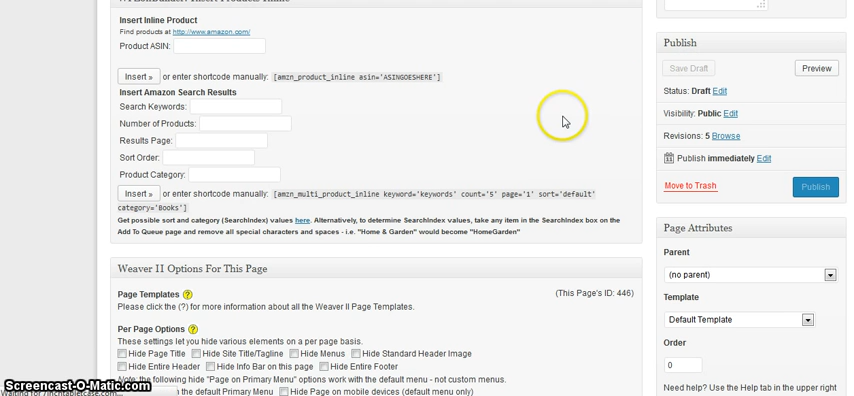 Insert Inline Product
Find products at http://www.amazon.com/
Product ASIN:
Insert » or enter shortcode manually: [amzn_product_inline asin='ASINGOESHERE']
Insert Amazon Search Results
Search Keywords:
Number of Products:
Results Page:
Sort Order:
Product Category:
Insert » or enter shortcode manually: [amzn_multi_product_inline keyword='keywords' count='5' page='1' sort='default'
category='Books']
Get possible sort and category (SearchIndex) values here. Alternatively, to determine SearchIndex values, take any item in the SearchIndex box on the
Add To Queue page and remove all special characters and spaces - i.e. "Home & Garden" would become "HomeGarden"
Weaver II Options For This Page
Page Templates (?) (This Page's ID: 446)
Please click the (?) for more information about all the Weaver II Page Templates.
Per Page Options (?)
These settings let you hide various elements on a per page basis.
Hide Page Title Hide Site Title/Tagline Hide Menus Hide Standard Header Image
Hide Entire Header Hide Info Bar on this page Hide Entire Footer
Note: the following hide "Page on Primary Menu" options work with the default menu - not custom menus.
the default Primary Menu Hide Page on mobile devices (default menu only)
Screencast-O-Matic.com
Publish
Save Draft Preview
Status: Draft Edit
Visibility: Public Edit
Revisions: 5 Browse
Publish immediately Edit
Move to Trash Publish
Page Attributes
Parent
(no parent)
Template
Default Template
Order
0
Need help? Use the Help tab in the upper right